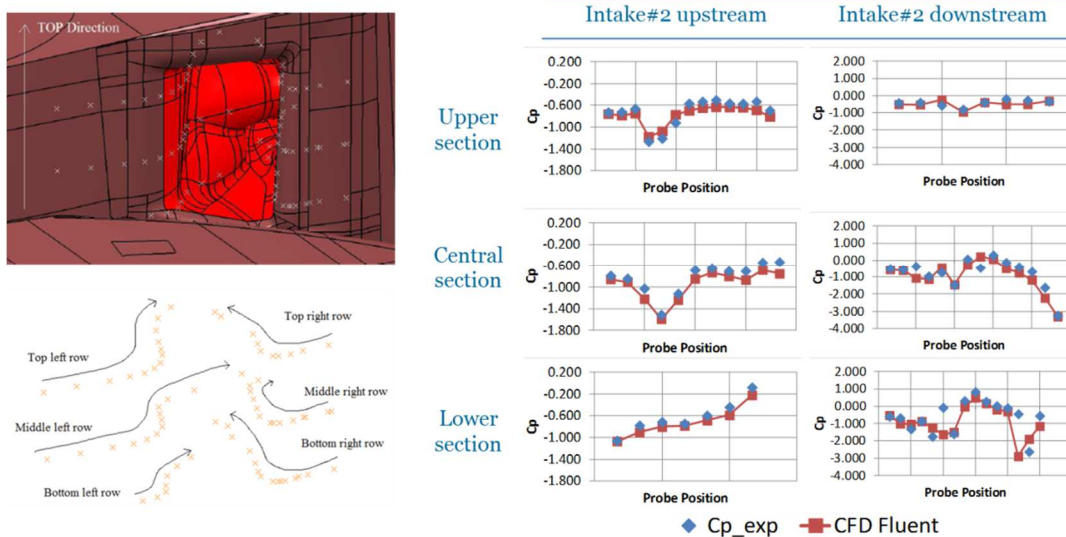 TOP Direction
Top left row
Top right row
Middle left row
Middle right row
Bottom left row
Bottom right row
Intake#2 upstream
Intake#2 downstream
Upper
section
Cp
0.200
-0.200
-0.600
-1.000
-1.400
-1.800
Probe Position
Cp
2.000
1.000
0.000
-1.000
-2.000
-3.000
-4.000
Probe Position
Central
section
Cp
0.200
-0.200
-0.600
-1.000
-1.400
-1.800
Probe Position
Cp
2.000
1.000
0.000
-1.000
-2.000
-3.000
-4.000
Probe Position
Lower
section
Cp
0.200
-0.200
-0.600
-1.000
-1.400
-1.800
Probe Position
Cp
2.000
1.000
0.000
-1.000
-2.000
-3.000
-4.000
Probe Position
Cp_exp
CFD Fluent